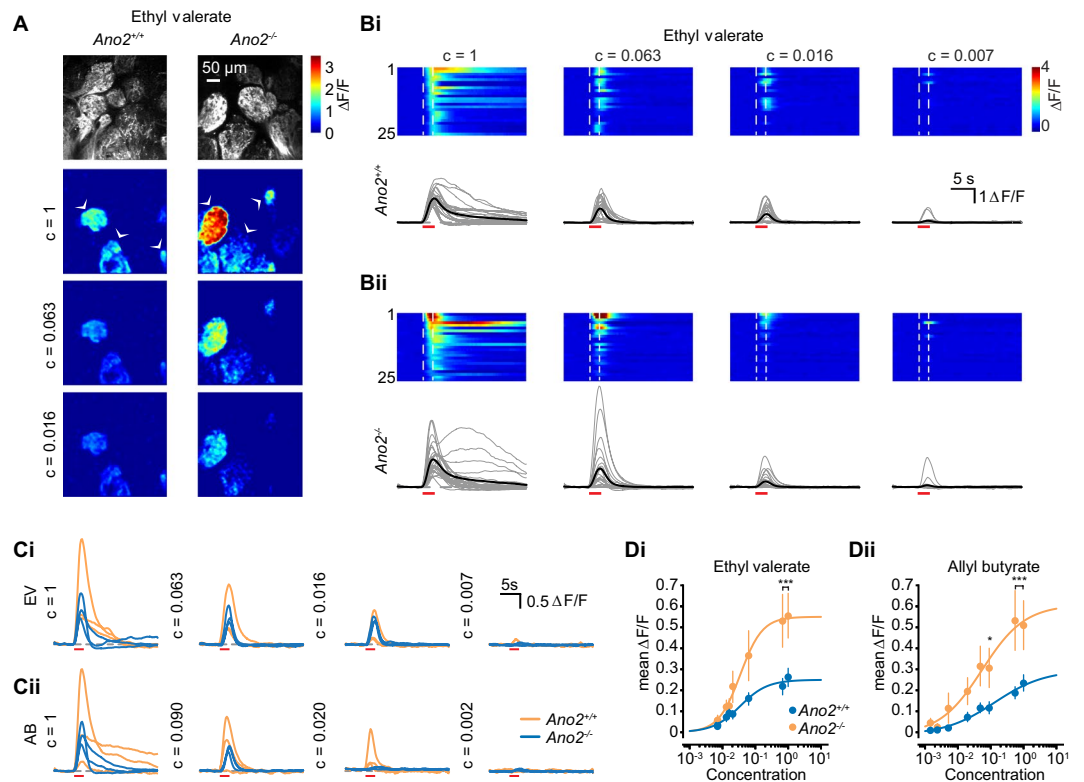 A
Ethyl valerate
Ano2+/+
Ano2-/-
50 µm
3
2
1
0
ΔF/F
c = 1
c = 0.063
c = 0.016
Bi
Ethyl valerate
c = 1
c = 0.063
c = 0.016
c = 0.007
1
25
4
0
ΔF/F
Ano2+/+
5 s
1 ΔF/F
Bii
1
25
Ano2-/-
Ci
EV
c = 1
c = 0.063
c = 0.016
c = 0.007
5s
0.5 ΔF/F
Cii
AB
c = 1
c = 0.090
c = 0.020
c = 0.002
Ano2+/+
Ano2-/-
Di
Ethyl valerate
***
mean ΔF/F
0.7
0.6
0.5
0.4
0.3
0.2
0.1
0
Ano2+/+
Ano2-/-
10-3
10-2
10-1
100
101
Concentration
Dii
Allyl butyrate
***
*
mean ΔF/F
0.7
0.6
0.5
0.4
0.3
0.2
0.1
0
10-3
10-2
10-1
100
101
Concentration